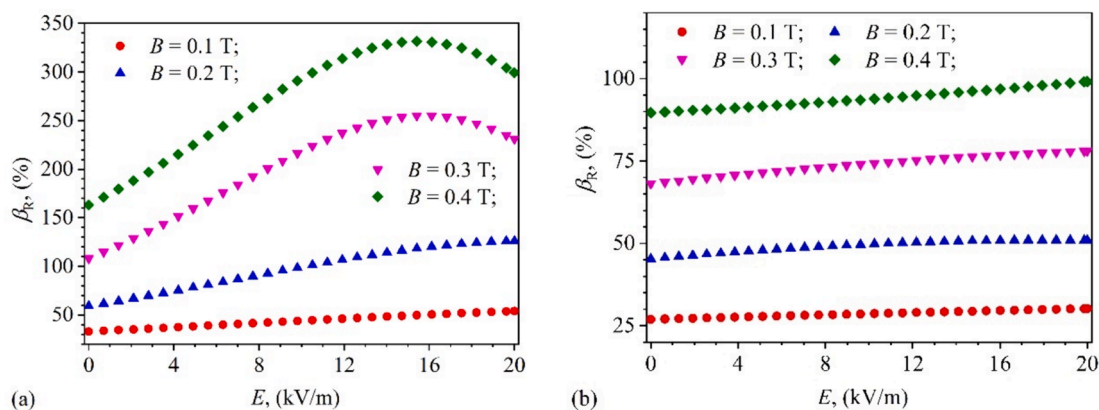 350
300
250
200
150
100
50
β_R, (%)
B = 0.1 T;
B = 0.2 T;
B = 0.3 T;
B = 0.4 T;
0 4 8 12 16 20
(a) E, (kV/m)
100
75
50
25
β_R, (%)
B = 0.1 T; B = 0.2 T;
B = 0.3 T; B = 0.4 T;
0 4 8 12 16 20
(b) E, (kV/m)